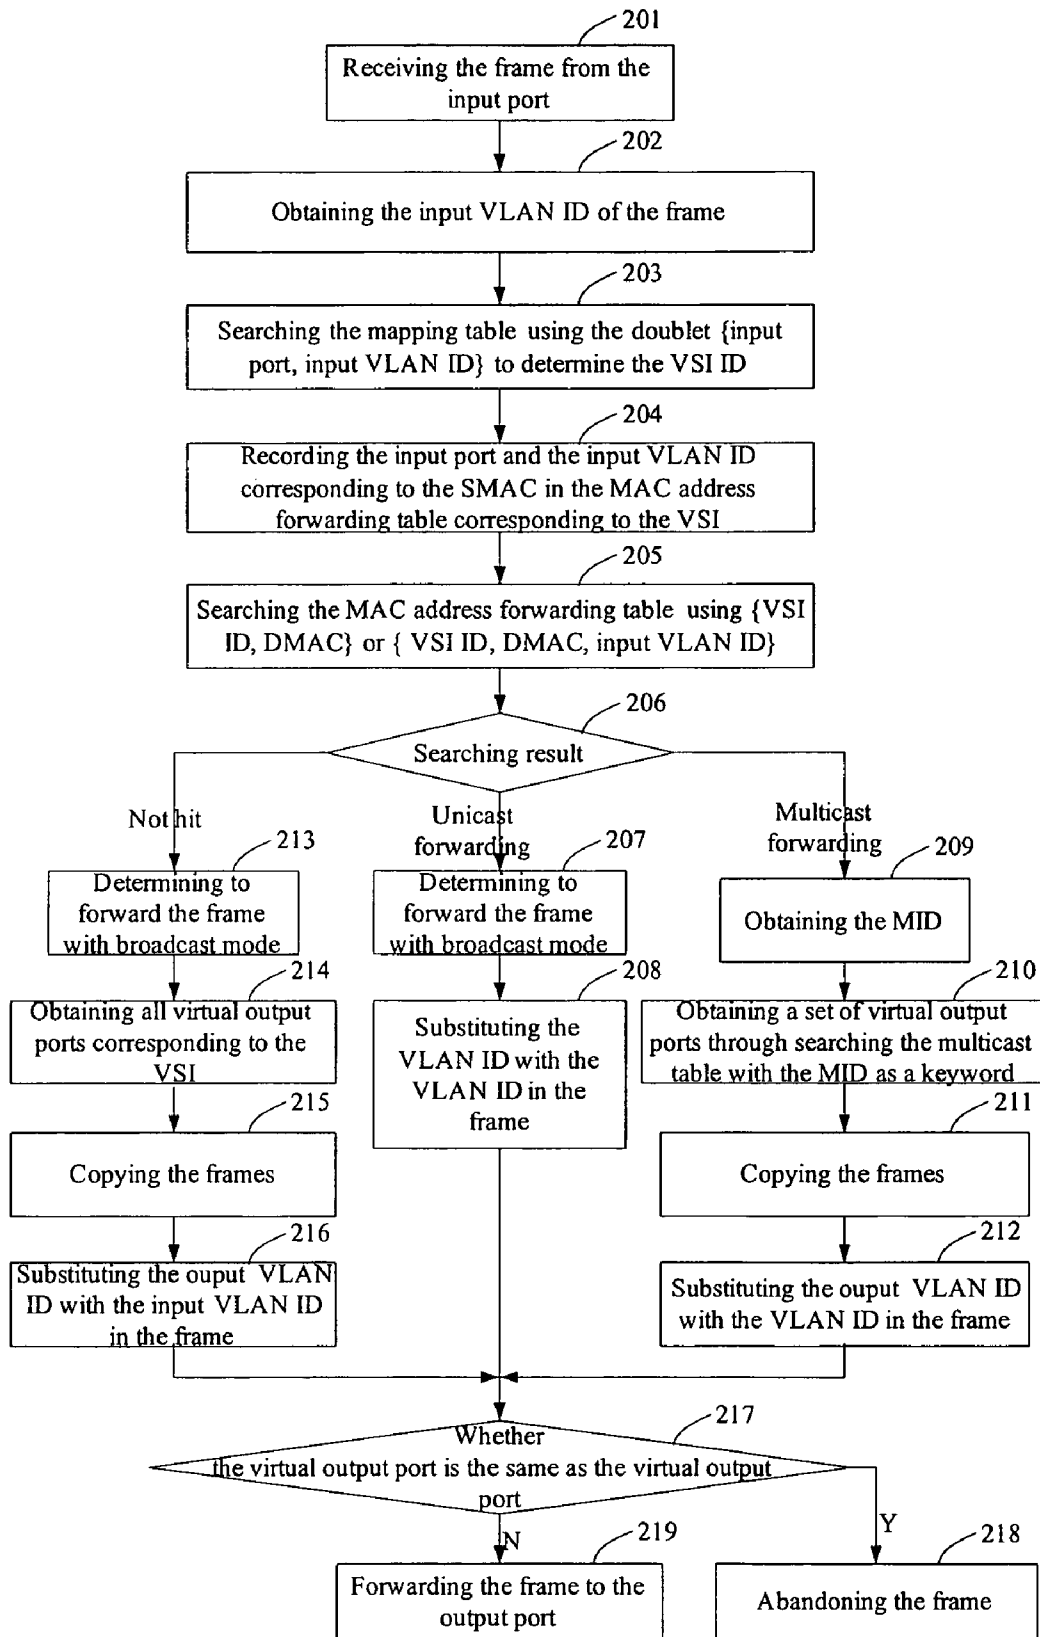 201
Receiving the frame from the
input port
202
Obtaining the input VLAN ID of the frame
203
Searching the mapping table using the doublet {input
port, input VLAN ID} to determine the VSI ID
204
Recording the input port and the input VLAN ID
corresponding to the SMAC in the MAC address
forwarding table corresponding to the VSI
205
Searching the MAC address forwarding table using {VSI
ID, DMAC} or { VSI ID, DMAC, input VLAN ID}
206
Searching result
Not hit
213
Determining to
forward the frame
with broadcast mode
214
Obtaining all virtual output
ports corresponding to the
VSI
215
Copying the frames
216
Substituting the ouput VLAN
ID with the input VLAN ID
in the frame
Unicast
forwarding
207
Determining to
forward the frame
with broadcast mode
208
Substituting the
VLAN ID with the
VLAN ID in the
frame
Multicast
forwarding
209
Obtaining the MID
210
Obtaining a set of virtual output
ports through searching the multicast
table with the MID as a keyword
211
Copying the frames
212
Substituting the ouput VLAN ID
with the VLAN ID in the frame
217
Whether
the virtual output port is the same as the virtual output
port
N
219
Forwarding the frame to the
output port
Y
218
Abandoning the frame